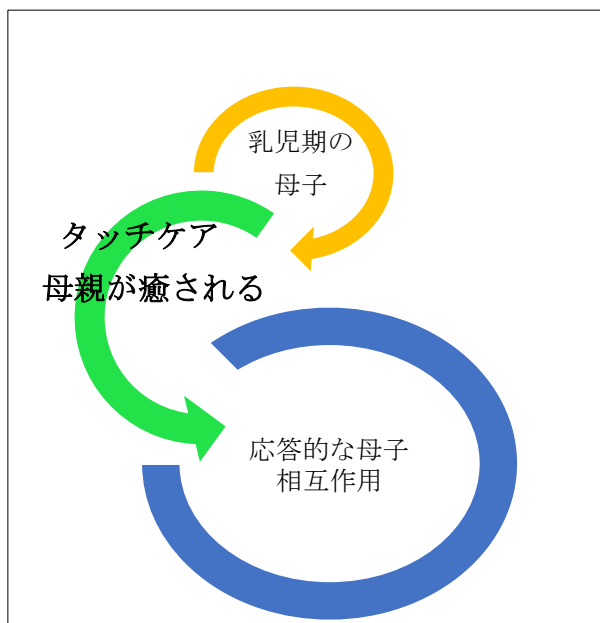 乳児期の
母子
タッチケア
母親が癒される
応答的な母子
相互作用